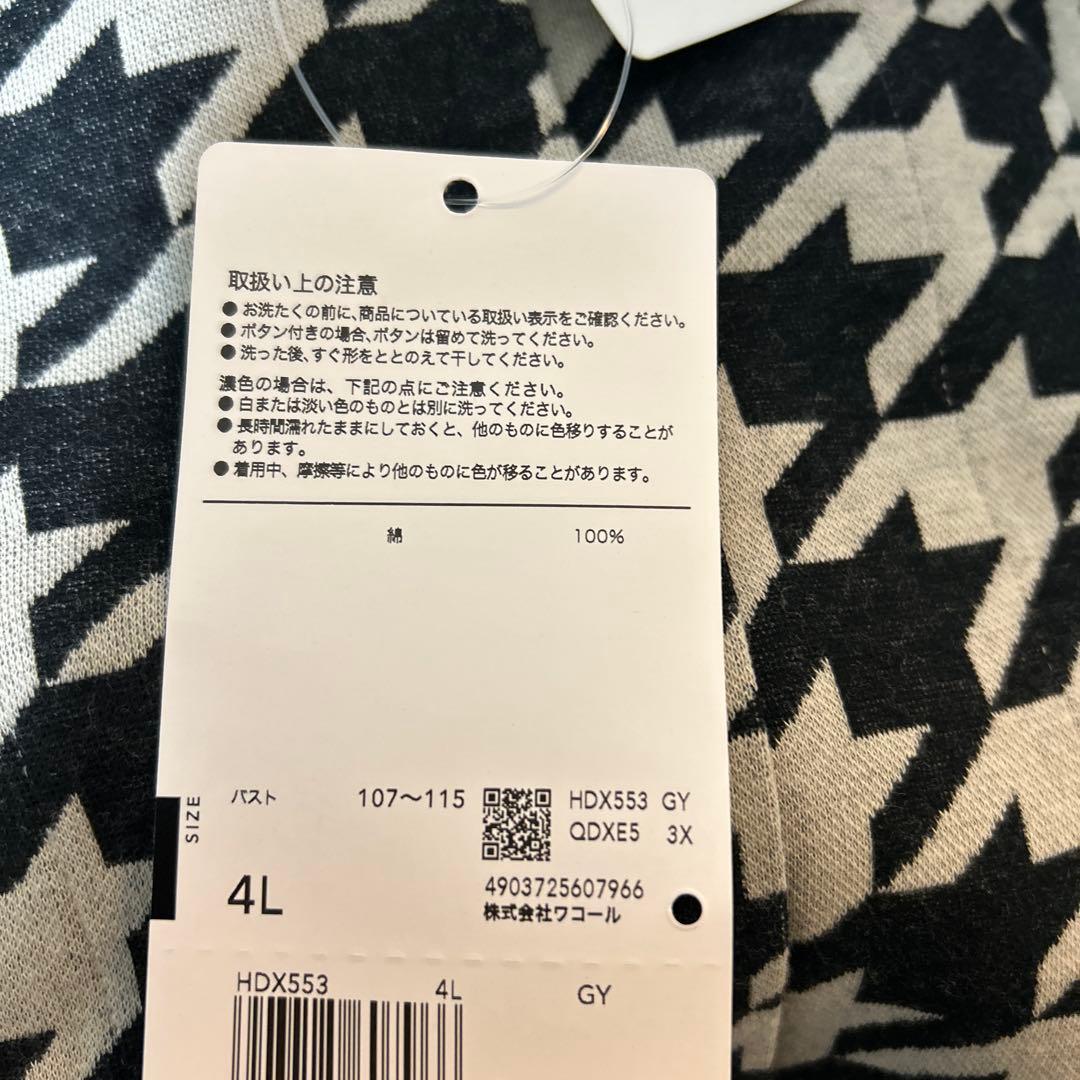 取扱い上の注意
●お洗たくの前に、商品についている取扱い表示をご確認ください。
●ボタン付きの場合、ボタンは留めて洗ってください。
●洗った後、すぐ形をととのえて干してください。
濃色の場合は、下記の点にご注意ください。
●白または淡い色のものとは別に洗ってください。
●長時間濡れたままにしておくと、他のものに色移りすることが
あります。
●着用中、摩擦等により他のものに色が移ることがあります。
綿 100%
SIZE
バスト 107〜115
HDX553 GY
QDXE5 3X
4L
4903725607966
株式会社ワコール
HDX553 4L GY